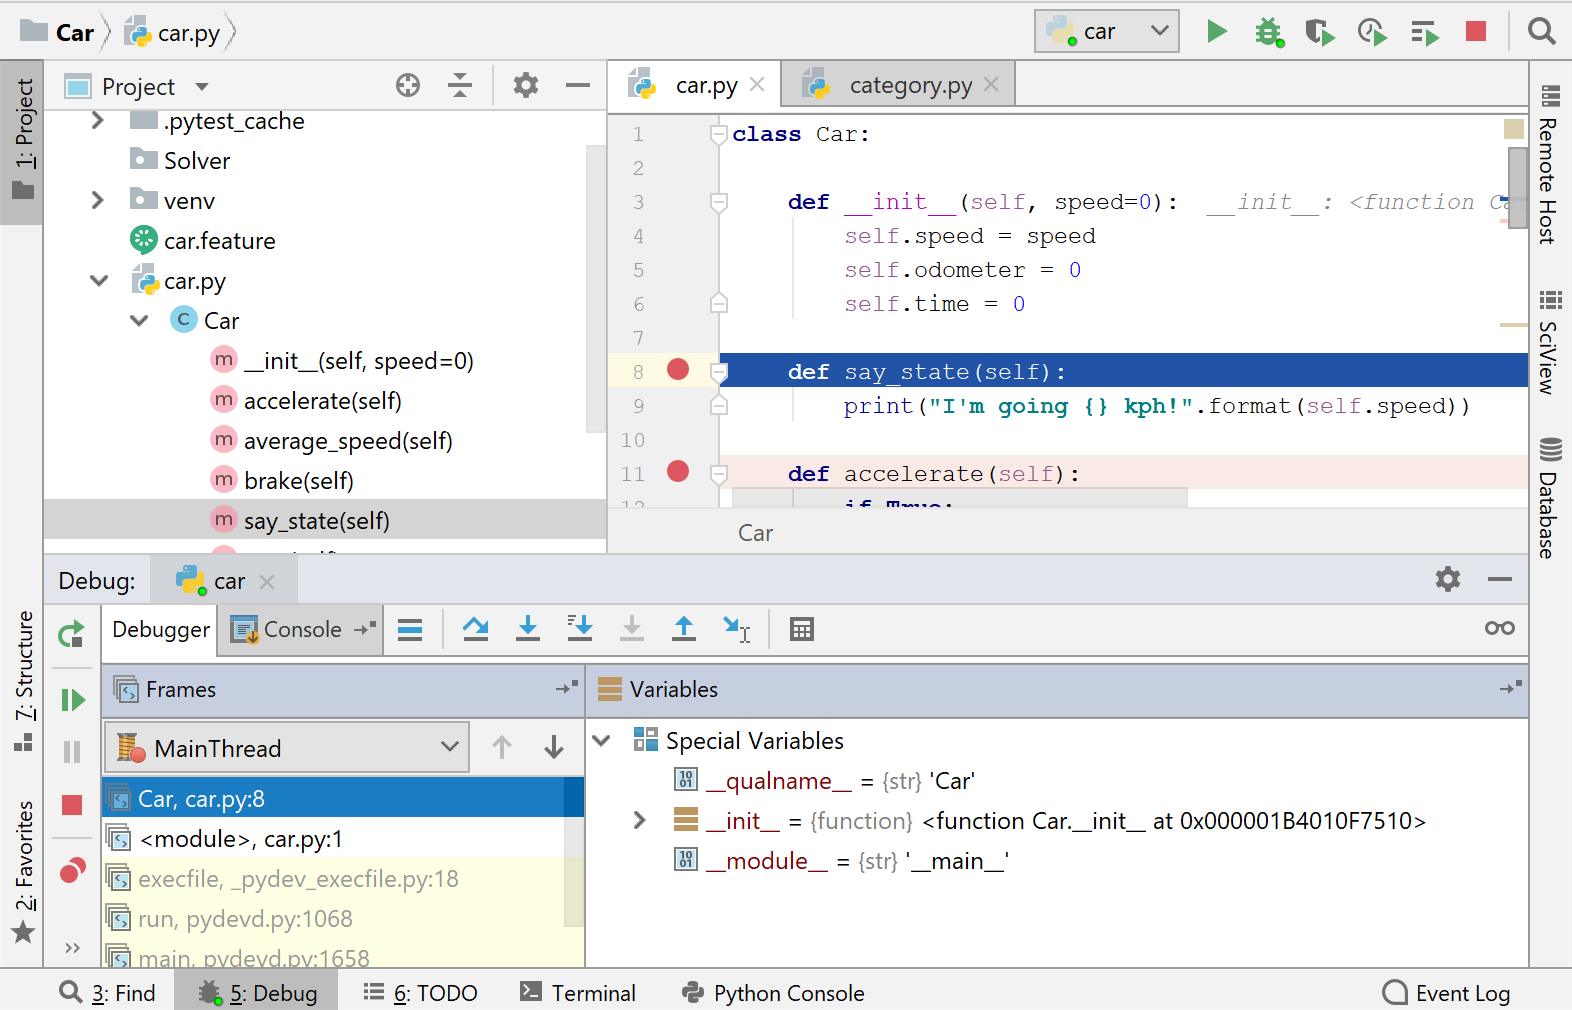 Car car.py
car
1: Project
Project
.pytest_cache
Solver
venv
car.feature
car.py
C Car
m __init__(self, speed=0)
m accelerate(self)
m average_speed(self)
m brake(self)
m say_state(self)
car.py
category.py
1 class Car:
2
3 def __init__(self, speed=0): __init__: <function Ca
4 self.speed = speed
5 self.odometer = 0
6 self.time = 0
7
8 def say_state(self):
9 print("I'm going {} kph!".format(self.speed))
10
11 def accelerate(self):
12 if True:
Car
Remote Host
SciView
Database
7: Structure
2: Favorites
Debug: car
Debugger Console
Frames
MainThread
Car, car.py:8
<module>, car.py:1
execfile, _pydev_execfile.py:18
run, pydevd.py:1068
main, pydevd.py:1658
Variables
Special Variables
__qualname__ = {str} 'Car'
__init__ = {function} <function Car.__init__ at 0x000001B4010F7510>
__module__ = {str} '__main__'
3: Find 5: Debug 6: TODO Terminal Python Console Event Log